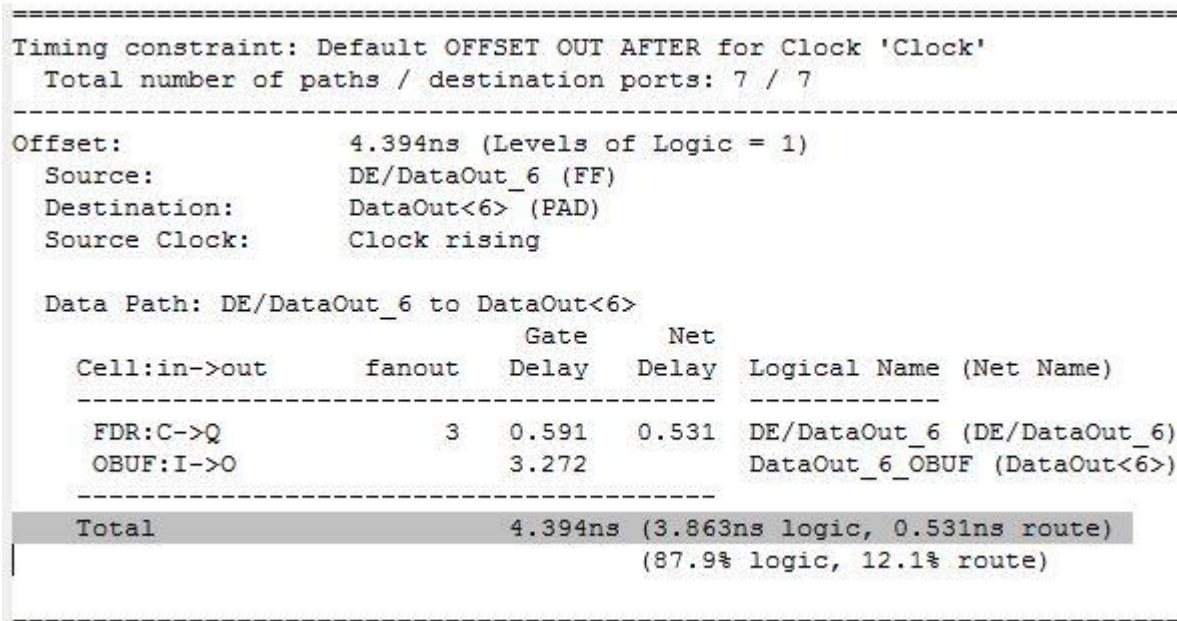 Timing constraint: Default OFFSET OUT AFTER for Clock 'Clock'
Total number of paths / destination ports: 7 / 7
Offset: 4.394ns (Levels of Logic = 1)
Source: DE/DataOut_6 (FF)
Destination: DataOut<6> (PAD)
Source Clock: Clock rising
Data Path: DE/DataOut_6 to DataOut<6>
Gate Net
Cell:in->out fanout Delay Delay Logical Name (Net Name)
FDR:C->Q 3 0.591 0.531 DE/DataOut_6 (DE/DataOut_6)
OBUF:I->O 3.272 DataOut_6_OBUF (DataOut<6>)
Total 4.394ns (3.863ns logic, 0.531ns route)
(87.9% logic, 12.1% route)